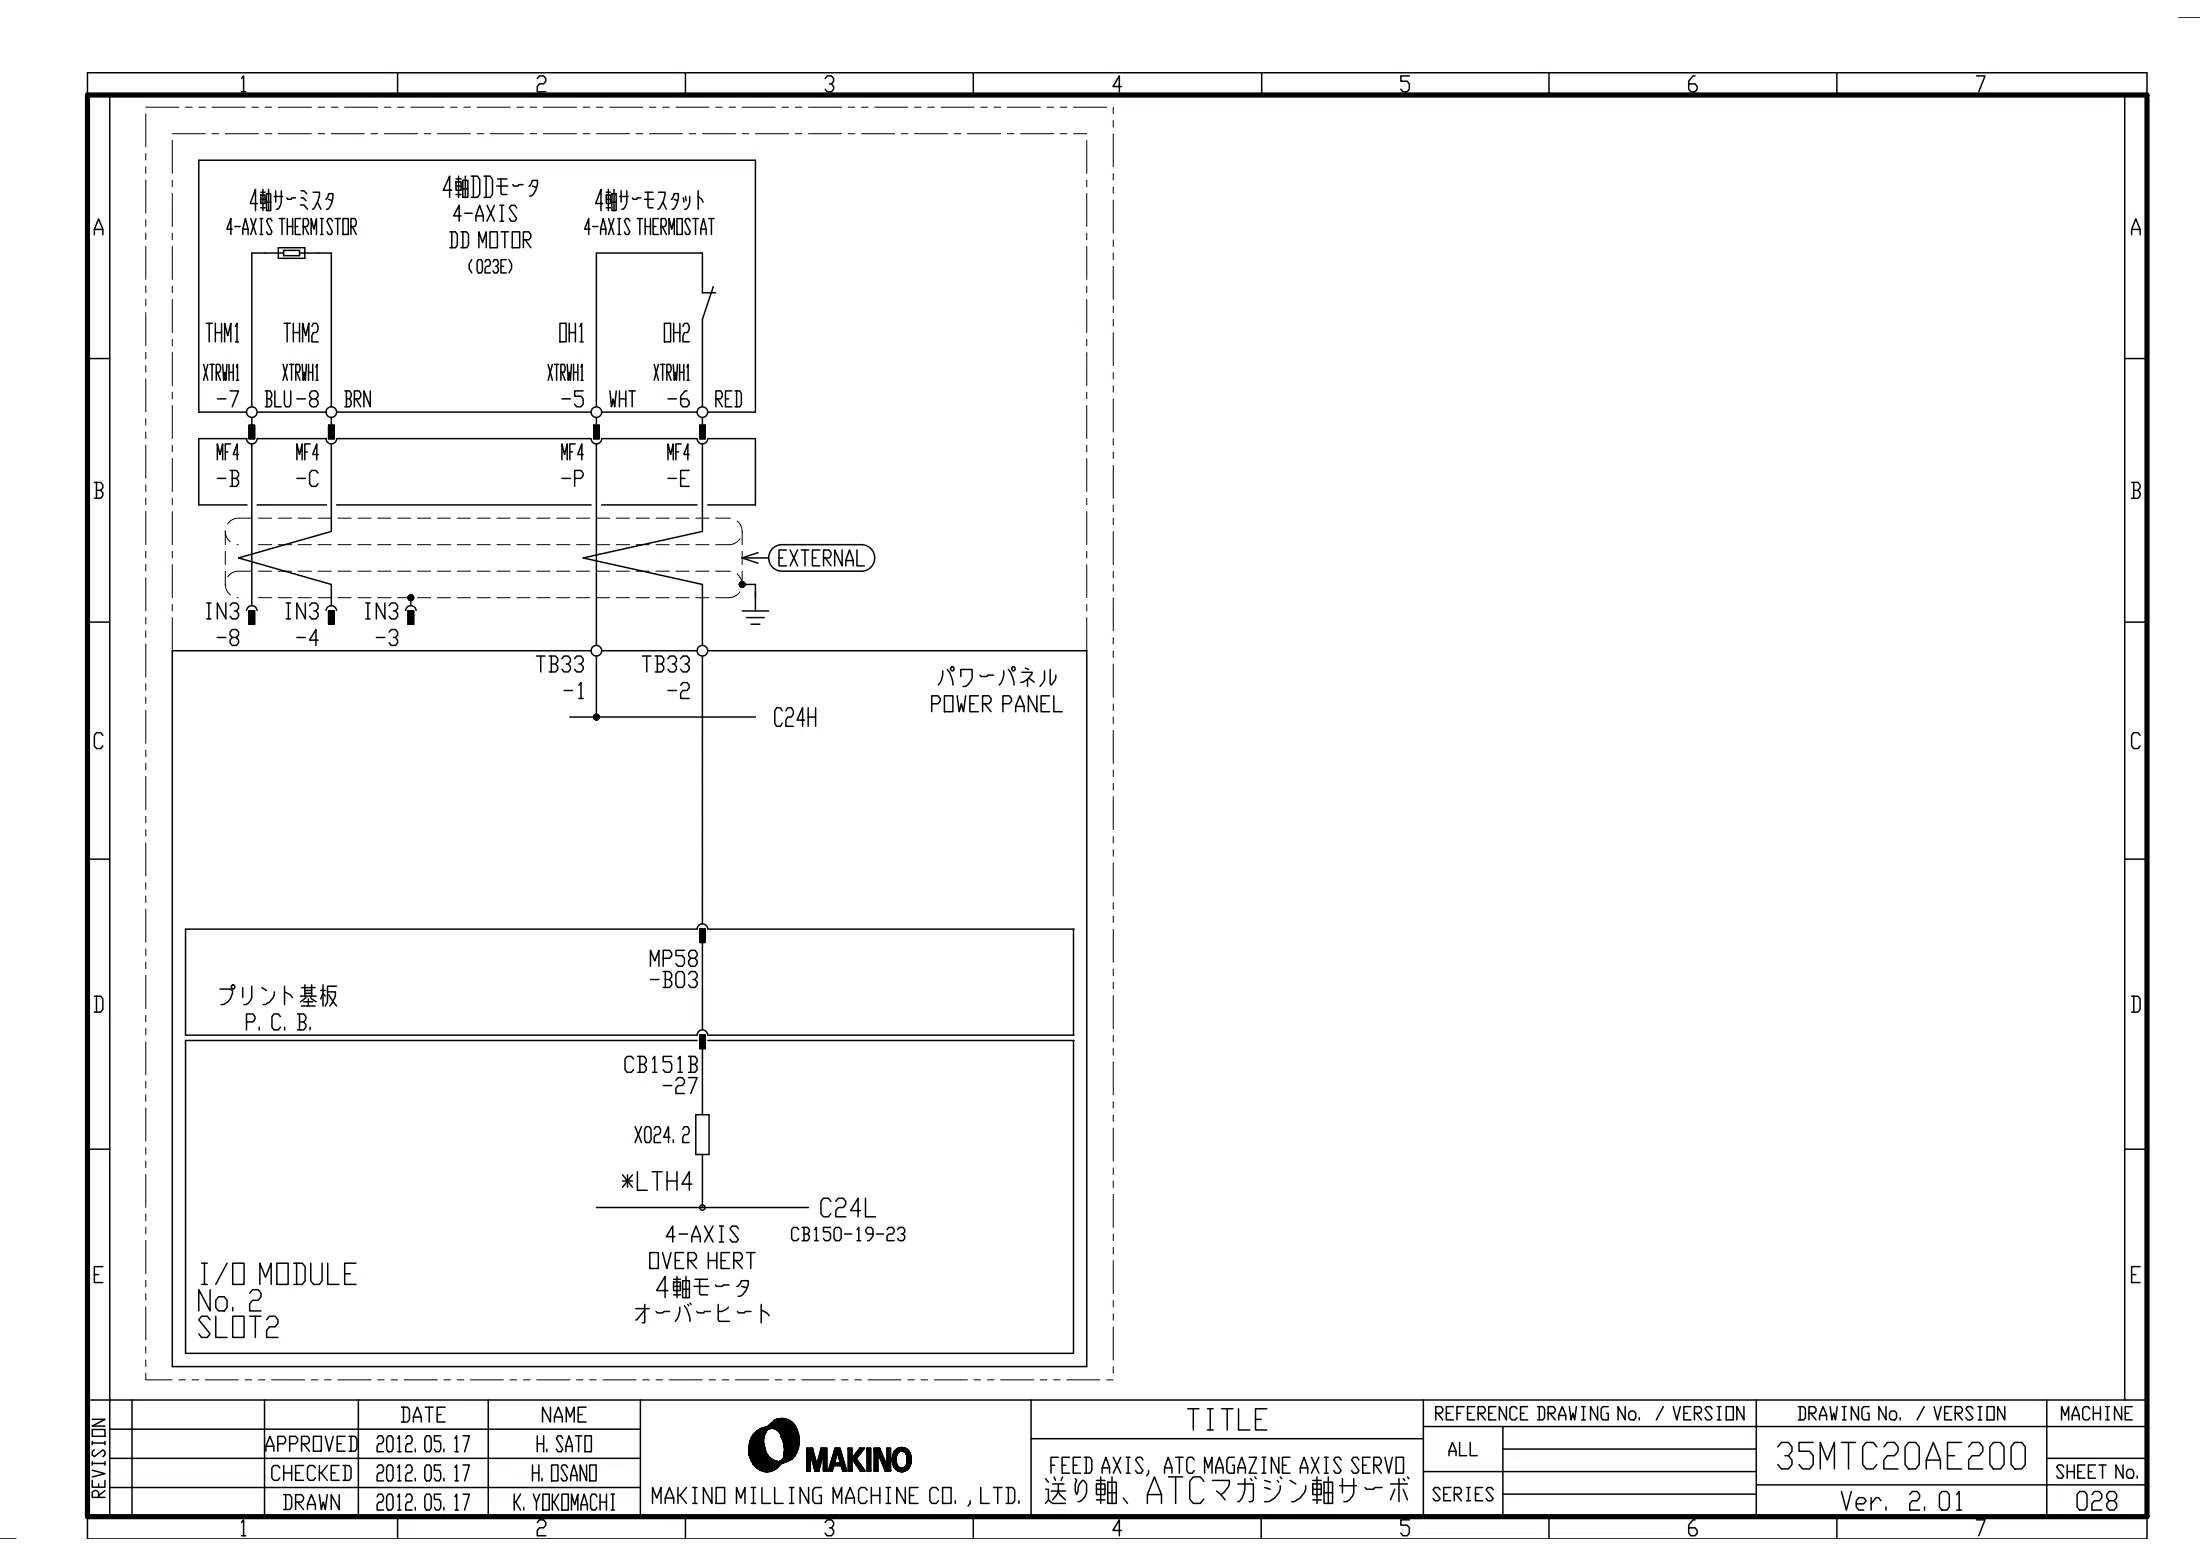 1 2 3 4 5 6 7
A A
B B
C C
D D
E E
4軸サーミスタ
4-AXIS THERMISTOR
4軸DDモータ
4-AXIS
DD MOTOR
(023E)
4軸サーモスタット
4-AXIS THERMOSTAT
THM1 THM2 OH1 OH2
XTRWH1 XTRWH1 XTRWH1 XTRWH1
-7 BLU -8 BRN -5 WHT -6 RED
MF4 MF4 MF4 MF4
-B -C -P -E
EXTERNAL
IN3 IN3 IN3
-8 -4 -3
TB33 TB33
-1 -2
パワーパネル
POWER PANEL
C24H
MP58
-B03
プリント基板
P. C. B.
CB151B
-27
X024. 2
*LTH4
C24L
CB150-19-23
4-AXIS
OVER HERT
4軸モータ
オーバーヒート
I/O MODULE
No. 2
SLOT2
REVISION
DATE NAME
APPROVED 2012. 05. 17 H. SATO
CHECKED 2012. 05. 17 H. OSANO
DRAWN 2012. 05. 17 K. YOKOMACHI
MAKINO
MAKINO MILLING MACHINE CO. , LTD.
TITLE
FEED AXIS, ATC MAGAZINE AXIS SERVO
送り軸、ATCマガジン軸サーボ
REFERENCE DRAWING No. / VERSION
ALL
SERIES
DRAWING No. / VERSION
35MTC20AE200
Ver. 2. 01
MACHINE
SHEET No.
028
1 2 3 4 5 6 7